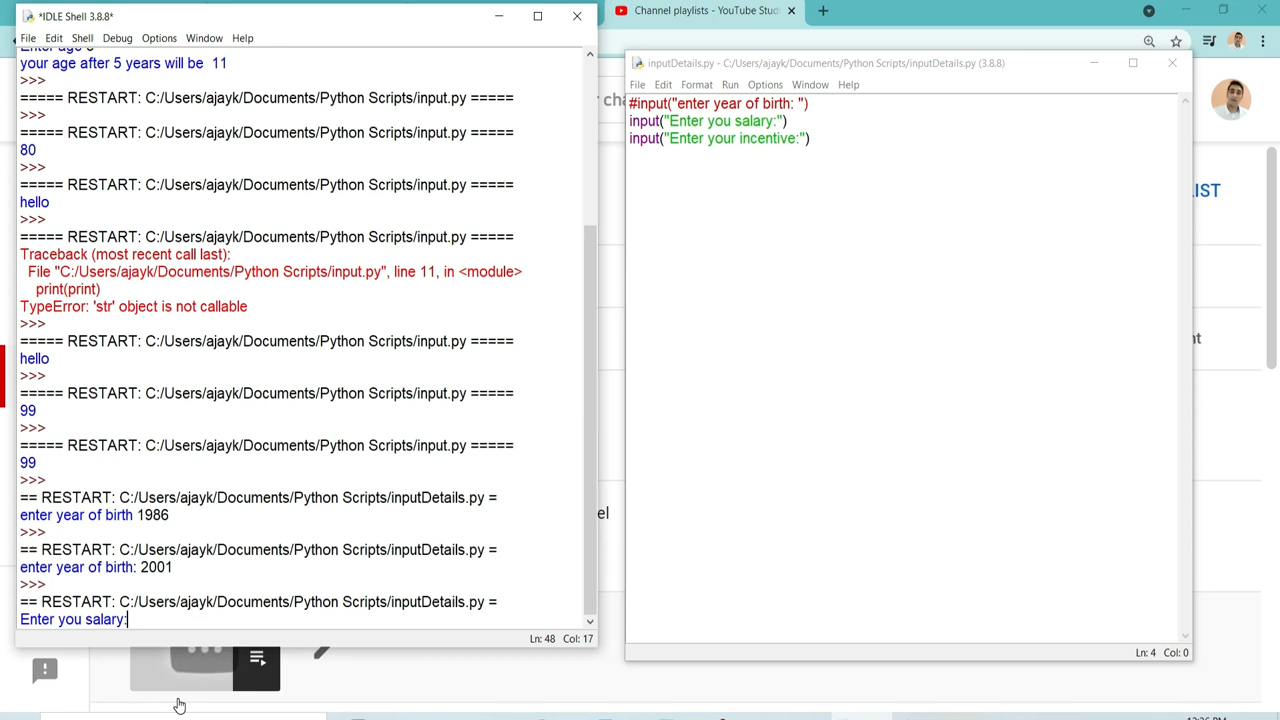 *IDLE Shell 3.8.8*
File Edit Shell Debug Options Window Help
your age after 5 years will be  11
>>>
===== RESTART: C:/Users/ajayk/Documents/Python Scripts/input.py =====
>>>
===== RESTART: C:/Users/ajayk/Documents/Python Scripts/input.py =====
80
>>>
===== RESTART: C:/Users/ajayk/Documents/Python Scripts/input.py =====
hello
>>>
===== RESTART: C:/Users/ajayk/Documents/Python Scripts/input.py =====
Traceback (most recent call last):
File "C:/Users/ajayk/Documents/Python Scripts/input.py", line 11, in <module>
print(print)
TypeError: 'str' object is not callable
>>>
===== RESTART: C:/Users/ajayk/Documents/Python Scripts/input.py =====
hello
>>>
===== RESTART: C:/Users/ajayk/Documents/Python Scripts/input.py =====
99
>>>
===== RESTART: C:/Users/ajayk/Documents/Python Scripts/input.py =====
99
>>>
== RESTART: C:/Users/ajayk/Documents/Python Scripts/inputDetails.py =
enter year of birth 1986
>>>
== RESTART: C:/Users/ajayk/Documents/Python Scripts/inputDetails.py =
enter year of birth: 2001
>>>
== RESTART: C:/Users/ajayk/Documents/Python Scripts/inputDetails.py =
Enter you salary:
Ln: 48 Col: 17
Channel playlists - YouTube
inputDetails.py - C:/Users/ajayk/Documents/Python Scripts/inputDetails.py (3.8.8)
File Edit Format Run Options Window Help
#input("enter year of birth: ")
input("Enter you salary:")
input("Enter your incentive:")
Ln: 4 Col: 0